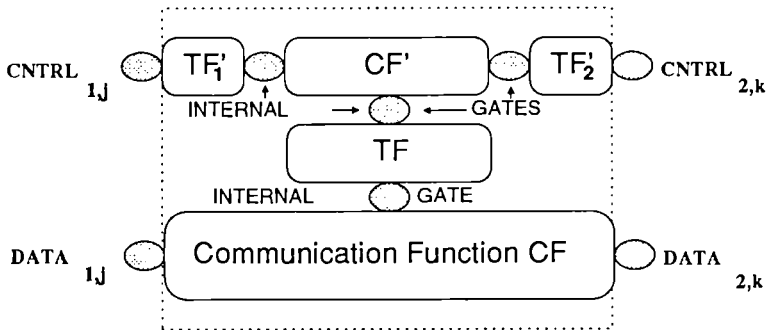 CNTRL 1,j TF'1 CF' TF'2 CNTRL 2,k
INTERNAL GATES
TF
INTERNAL GATE
DATA 1,j Communication Function CF DATA 2,k